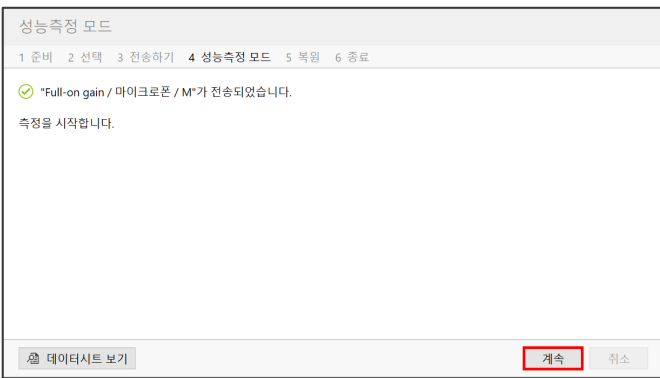 성능측정 모드
1 준비 2 선택 3 전송하기 4 성능측정 모드 5 복원 6 종료
"Full-on gain / 마이크로폰 / M"가 전송되었습니다.
측정을 시작합니다.
데이터시트 보기 계속 취소